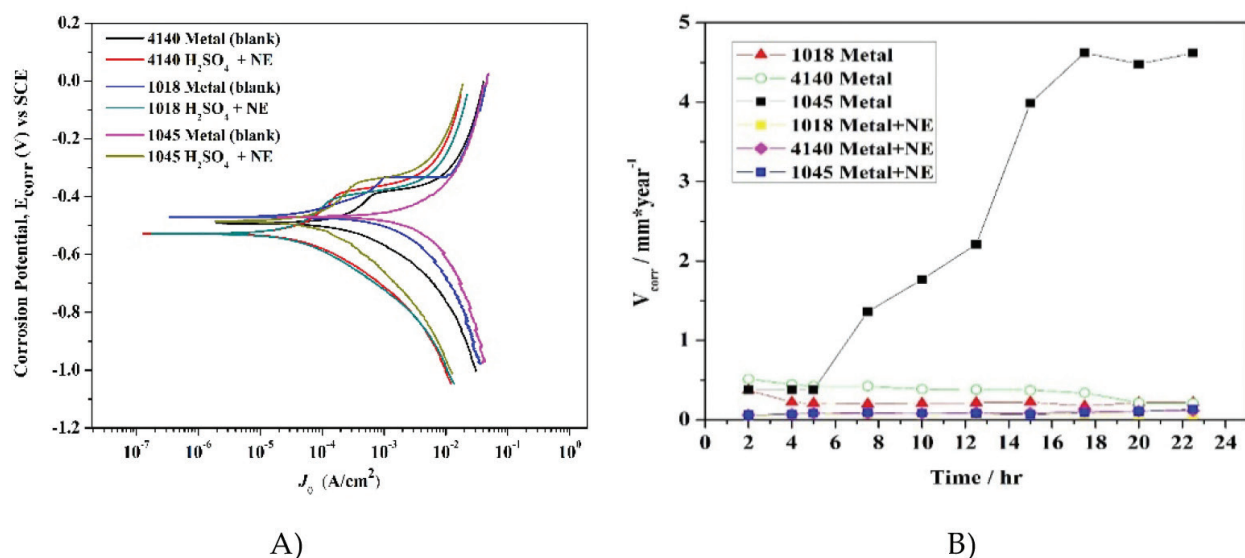 0.2
0.0
-0.2
-0.4
-0.6
-0.8
-1.0
-1.2
Corrosion Potential, E_corr (V) vs SCE
4140 Metal (blank)
4140 H₂SO₄ + NE
1018 Metal (blank)
1018 H₂SO₄ + NE
1045 Metal (blank)
1045 H₂SO₄ + NE
10⁻⁷ 10⁻⁶ 10⁻⁵ 10⁻⁴ 10⁻³ 10⁻² 10⁻¹ 10⁰
J₀ (A/cm²)
A)
5
4
3
2
1
0
V_corr / mm*year⁻¹
1018 Metal
4140 Metal
1045 Metal
1018 Metal+NE
4140 Metal+NE
1045 Metal+NE
0 2 4 6 8 10 12 14 16 18 20 22 24
Time / hr
B)